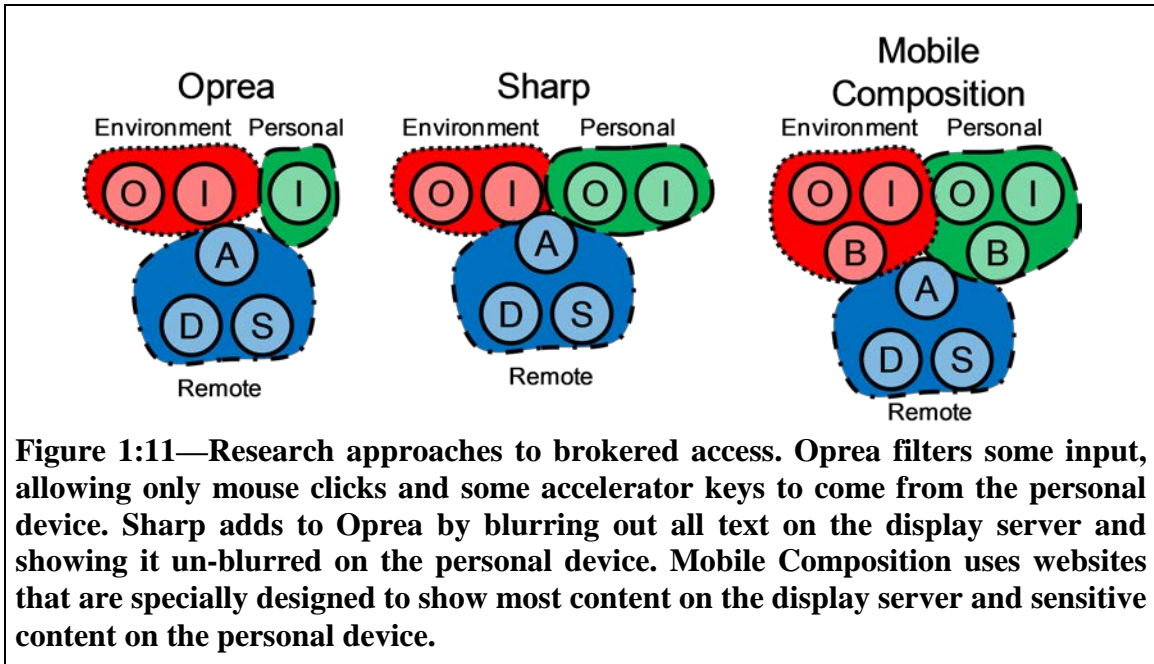 Oprea
Environment Personal
O I I
A
D S
Remote
Sharp
Environment Personal
O I O I
A
D S
Remote
Mobile
Composition
Environment Personal
O I O I
B B
A
D S
Remote
Figure 1:11—Research approaches to brokered access. Oprea filters some input,
allowing only mouse clicks and some accelerator keys to come from the personal
device. Sharp adds to Oprea by blurring out all text on the display server and
showing it un-blurred on the personal device. Mobile Composition uses websites
that are specially designed to show most content on the display server and sensitive
content on the personal device.